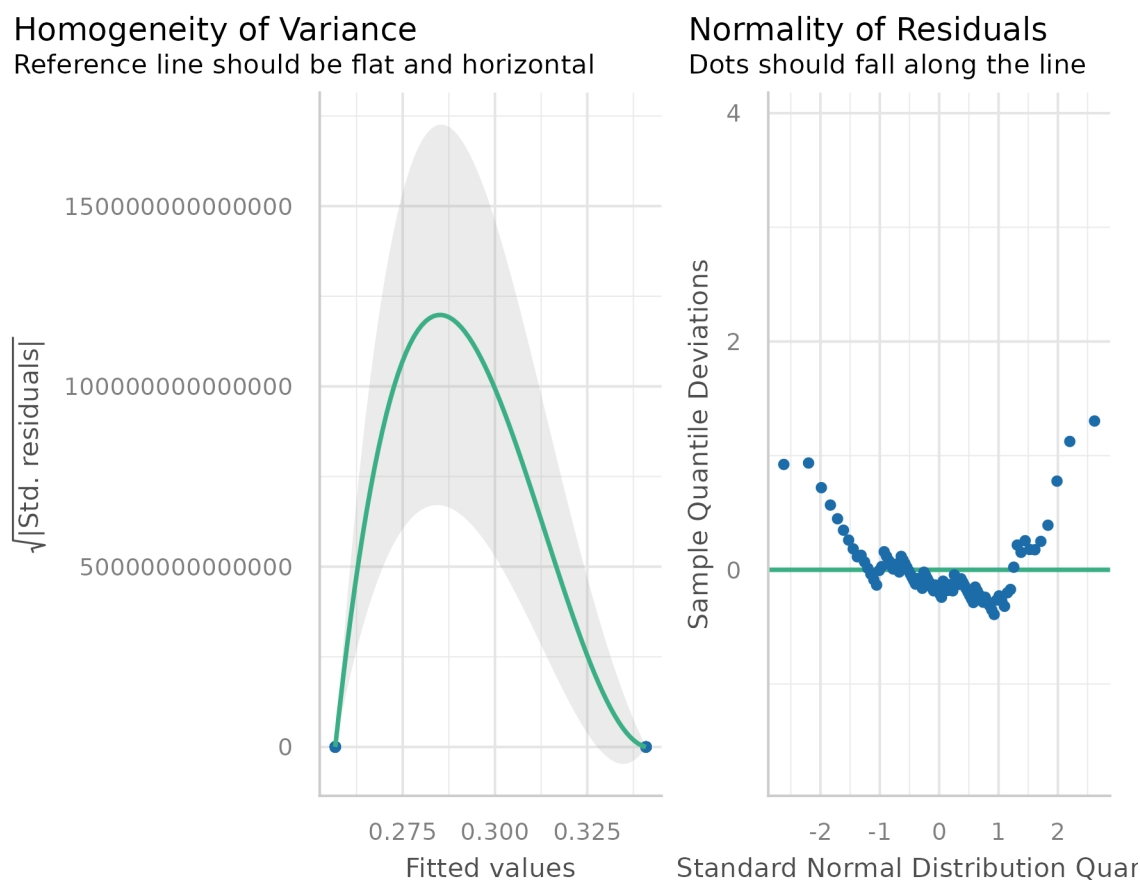 Homogeneity of Variance
Reference line should be flat and horizontal
√|Std. residuals|
150000000000000
100000000000000
50000000000000
0
0.275 0.300 0.325
Fitted values
Normality of Residuals
Dots should fall along the line
Sample Quantile Deviations
4
2
0
-2 -1 0 1 2
Standard Normal Distribution Quar